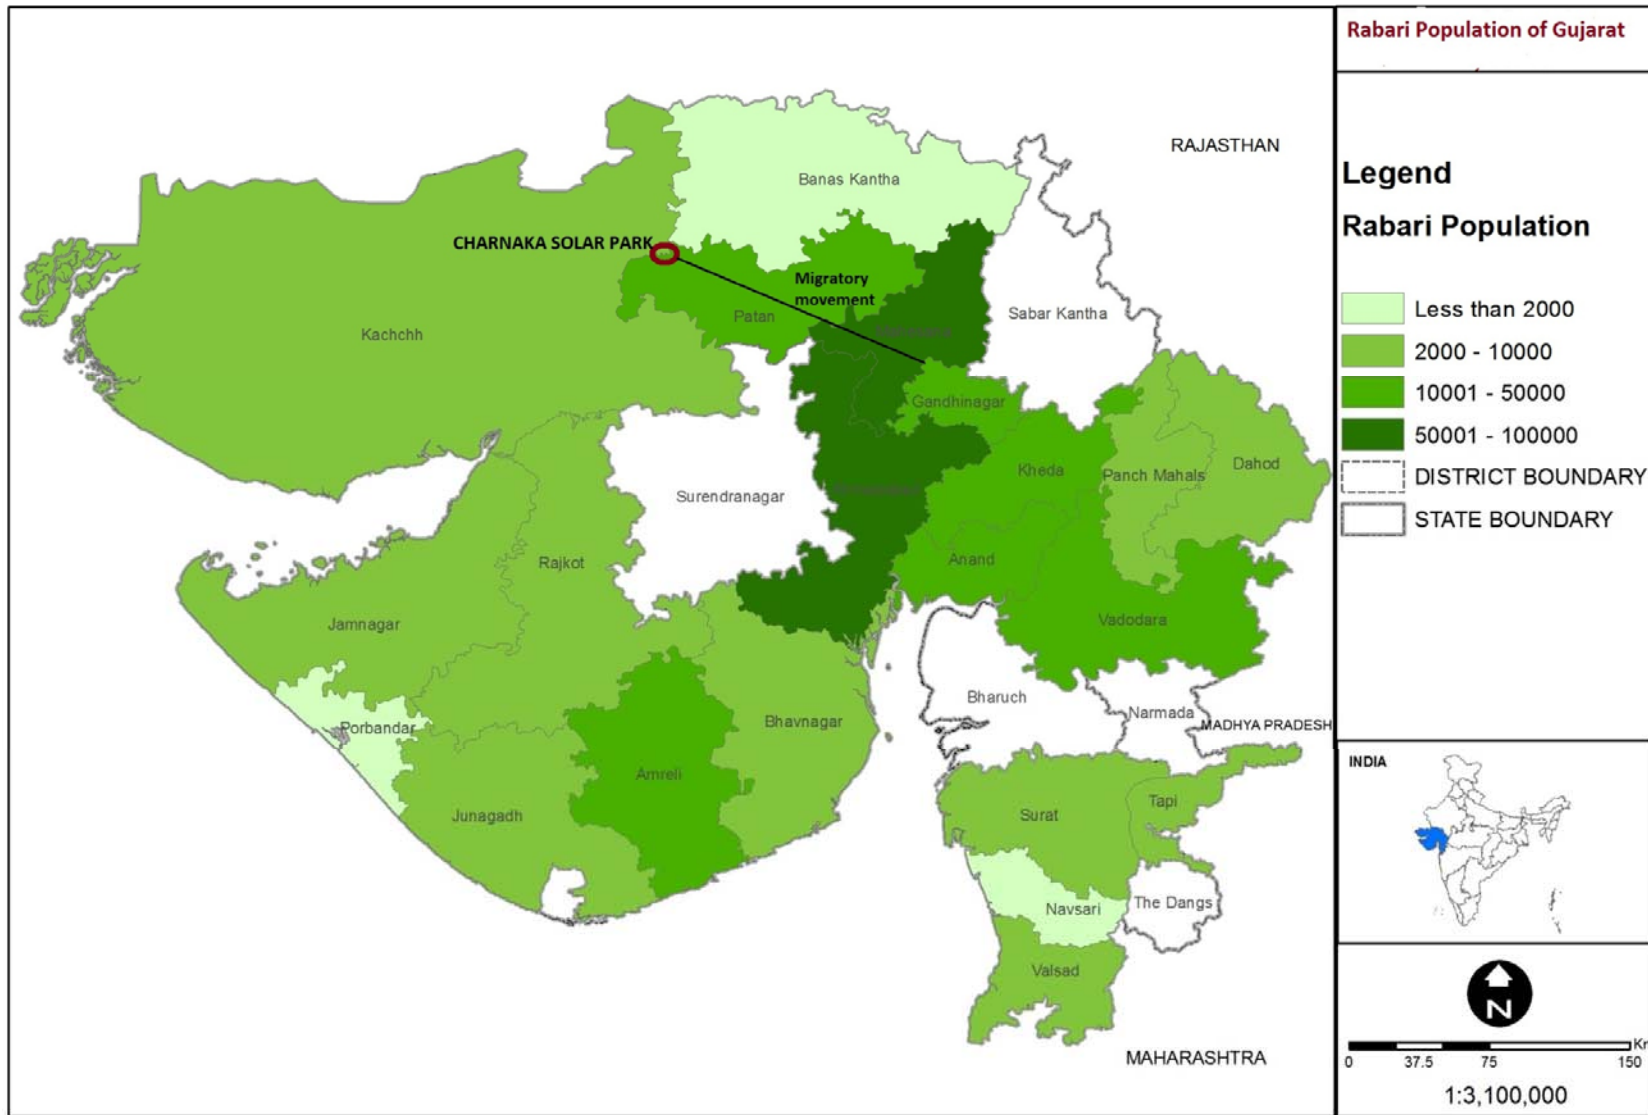 Rabari Population of Gujarat
RAJASTHAN
Banas Kantha
CHARNAKA SOLAR PARK
Migratory
movement
Patan
Sabar Kantha
Kachchh
Gandhinagar
Kheda
Panch Mahals
Dahod
Surendranagar
Rajkot
Anand
Jamnagar
Vadodara
Bharuch
Narmada
MADHYA PRADESH
Porbandar
Bhavnagar
Amreli
Junagadh
Surat
Tapi
Navsari
The Dangs
Valsad
MAHARASHTRA
Legend
Rabari Population
Less than 2000
2000 - 10000
10001 - 50000
50001 - 100000
DISTRICT BOUNDARY
STATE BOUNDARY
INDIA
N
Km
0 37.5 75 150
1:3,100,000